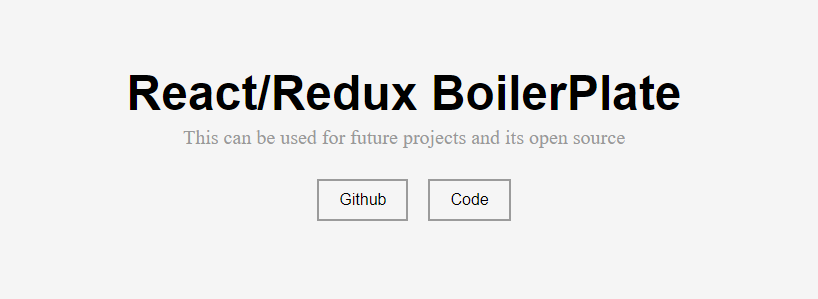 React/Redux BoilerPlate
This can be used for future projects and its open source
Github
Code